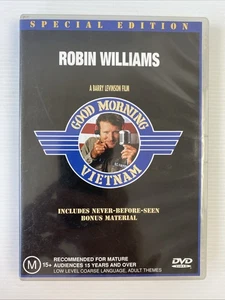 SPECIAL EDITION
ROBIN WILLIAMS
A BARRY LEVINSON FILM
GOOD MORNING
VIETNAM
INCLUDES NEVER-BEFORE-SEEN
BONUS MATERIAL
M 15+
RECOMMENDED FOR MATURE
AUDIENCES 15 YEARS AND OVER
LOW LEVEL COARSE LANGUAGE, ADULT THEMES
DVD
VIDEO